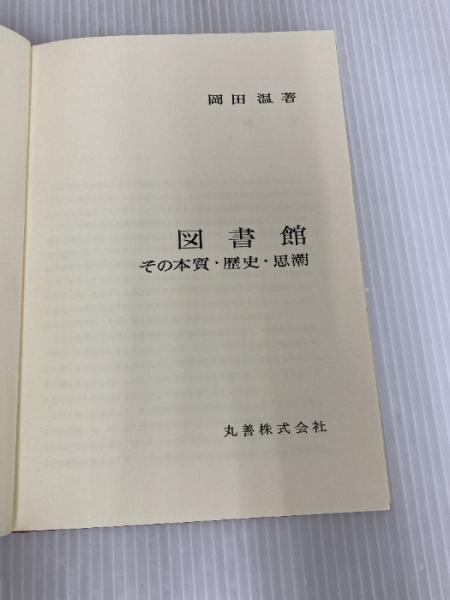 岡田温著
図書館
その本質・歴史・思潮
丸善株式会社